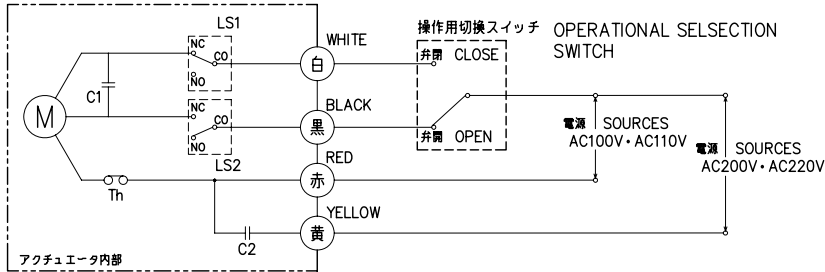 LS1
NC
CO
NO
WHITE
白
操作用切換スイッチ
OPERATIONAL SELSECTION
SWITCH
弁閉 CLOSE
C1
M
NC
CO
NO
LS2
BLACK
黒
弁開 OPEN
電源 SOURCES
AC100V・AC110V
電源 SOURCES
AC200V・AC220V
RED
赤
Th
YELLOW
黄
C2
アクチュエータ内部